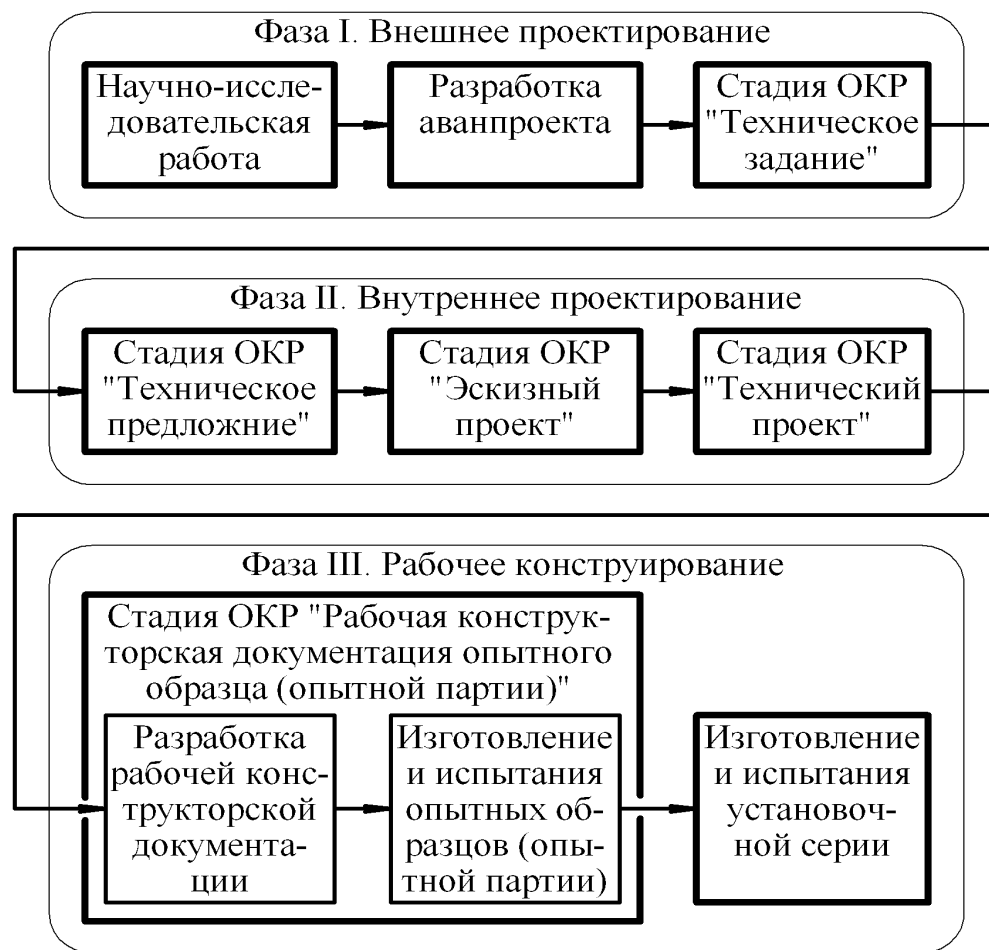 Фаза I. Внешнее проектирование
Научно-иссле-
довательская
работа
Разработка
аванпроекта
Стадия ОКР
"Техническое
задание"
Фаза II. Внутреннее проектирование
Стадия ОКР
"Техническое
предложние"
Стадия ОКР
"Эскизный
проект"
Стадия ОКР
"Технический
проект"
Фаза III. Рабочее конструирование
Стадия ОКР "Рабочая конструк-
торская документация опытного
образца (опытной партии)"
Разработка
рабочей конс-
трукторской
документа-
ции
Изготовление
и испытания
опытных об-
разцов (опы-
тной партии)
Изготовление
и испытания
установоч-
ной серии